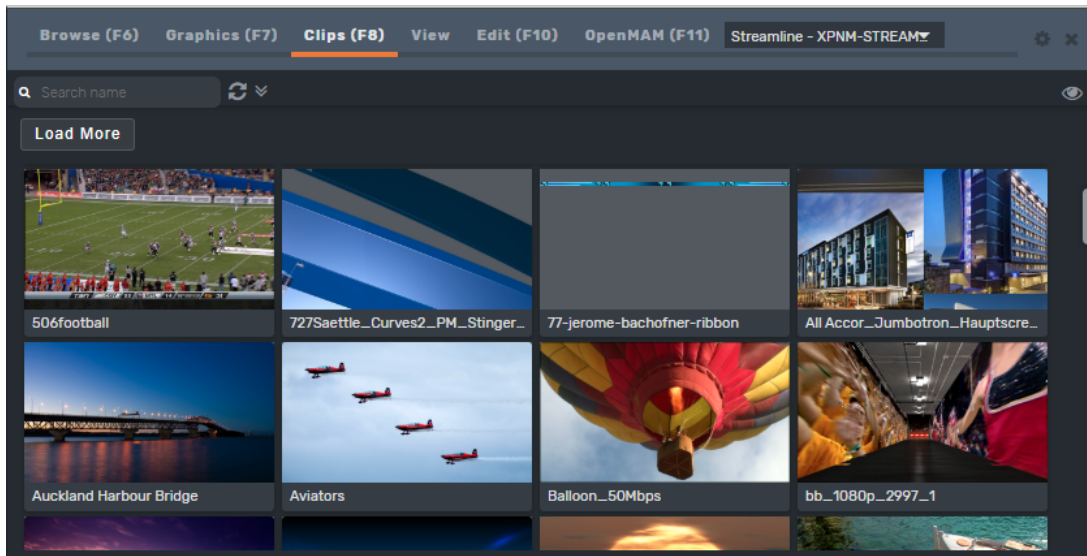 Browse (F6) Graphics (F7) Clips (F8) View Edit (F10) OpenMAM (F11) Streamline - XPNM-STREAM
Search name
Load More
506football 727Saettle_Curves2_PM_Stinger_ 77-jerome-bachofner-ribbon All Accor_Jumbotron_Hauptscre...
Auckland Harbour Bridge Aviators Balloon_50Mbps bb_1080p_2997_1